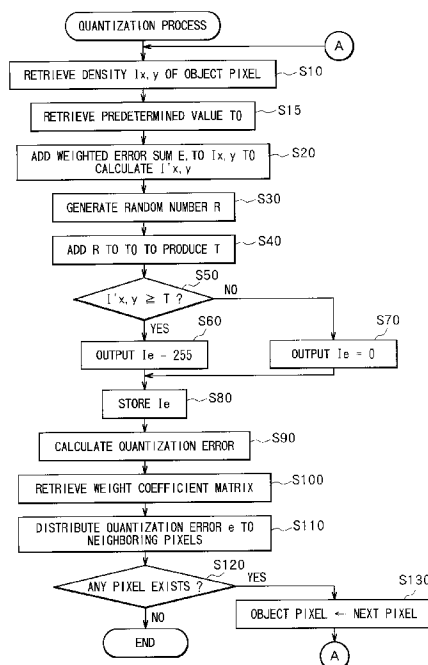 QUANTIZATION PROCESS
A
RETRIEVE DENSITY Ix, y OF OBJECT PIXEL
S10
RETRIEVE PREDETERMINED VALUE TO
S15
ADD WEIGHTED ERROR SUM E, TO Ix, y TO
CALCULATE I'x, y
S20
GENERATE RANDOM NUMBER R
S30
ADD R TO TO TO PRODUCE T
S40
S50
I'x, y ≥ T ?
NO
YES
S60
S70
OUTPUT Ie - 255
OUTPUT Ie = 0
STORE Ie
S80
CALCULATE QUANTIZATION ERROR
S90
RETRIEVE WEIGHT COEFFICIENT MATRIX
S100
DISTRIBUTE QUANTIZATION ERROR e TO
NEIGHBORING PIXELS
S110
S120
ANY PIXEL EXISTS ?
YES
S130
NO
OBJECT PIXEL ← NEXT PIXEL
END
A